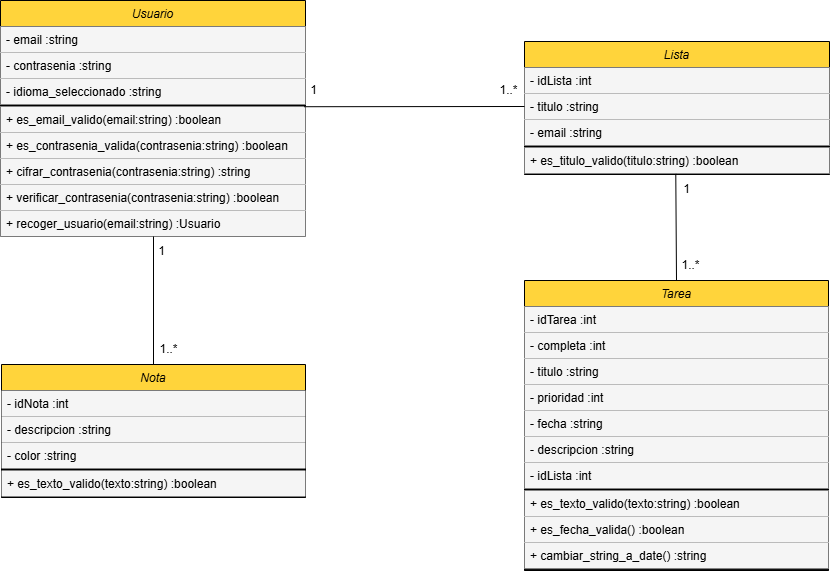 Usuario
- email :string
- contrasenia :string
- idioma_seleccionado :string
+ es_email_valido(email:string) :boolean
+ es_contrasenia_valida(contrasenia:string) :boolean
+ cifrar_contrasenia(contrasenia:string) :string
+ verificar_contrasenia(contrasenia:string) :boolean
+ recoger_usuario(email:string) :Usuario
1
1..*
Lista
- idLista :int
- titulo :string
- email :string
+ es_titulo_valido(titulo:string) :boolean
1
1..*
Nota
- idNota :int
- descripcion :string
- color :string
+ es_texto_valido(texto:string) :boolean
1
1..*
Tarea
- idTarea :int
- completa :int
- titulo :string
- prioridad :int
- fecha :string
- descripcion :string
- idLista :int
+ es_texto_valido(texto:string) :boolean
+ es_fecha_valida() :boolean
+ cambiar_string_a_date() :string